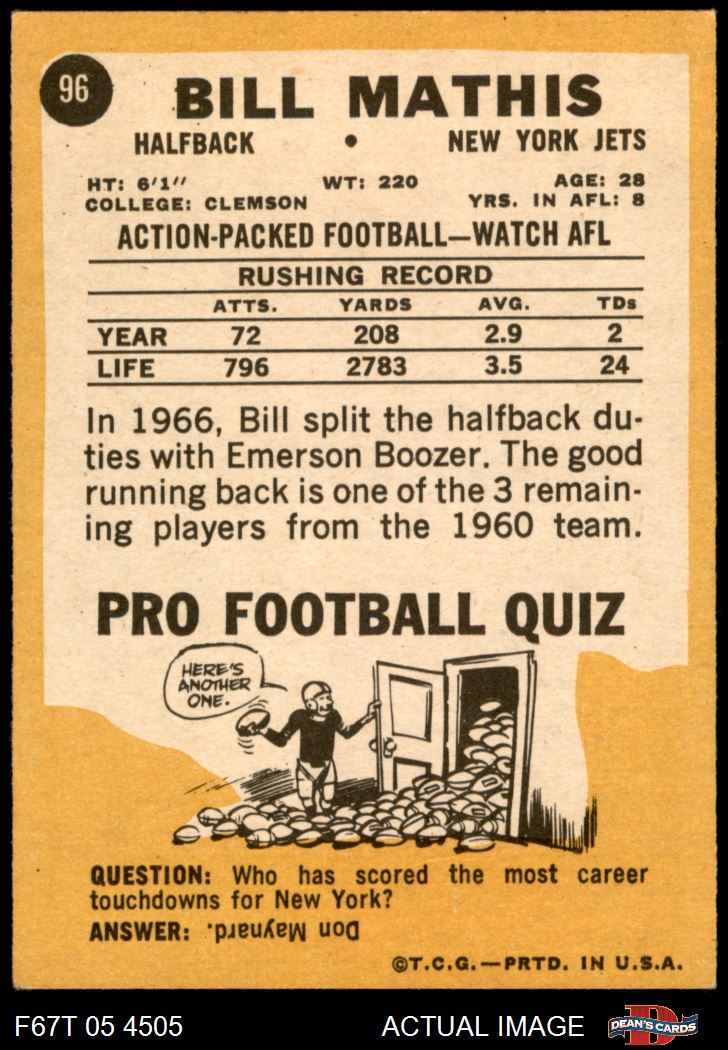 96
BILL MATHIS
HALFBACK • NEW YORK JETS
HT: 6'1" WT: 220 AGE: 28
COLLEGE: CLEMSON YRS. IN AFL: 8
ACTION-PACKED FOOTBALL—WATCH AFL
RUSHING RECORD
ATTS. YARDS AVG. TDs
YEAR 72 208 2.9 2
LIFE 796 2783 3.5 24
In 1966, Bill split the halfback du-
ties with Emerson Boozer. The good
running back is one of the 3 remain-
ing players from the 1960 team.
PRO FOOTBALL QUIZ
HERE'S
ANOTHER
ONE.
QUESTION: Who has scored the most career
touchdowns for New York?
ANSWER: Don Maynard.
©T.C.G.—PRTD. IN U.S.A.
F67T 05 4505 ACTUAL IMAGE D DEAN'S CARDS